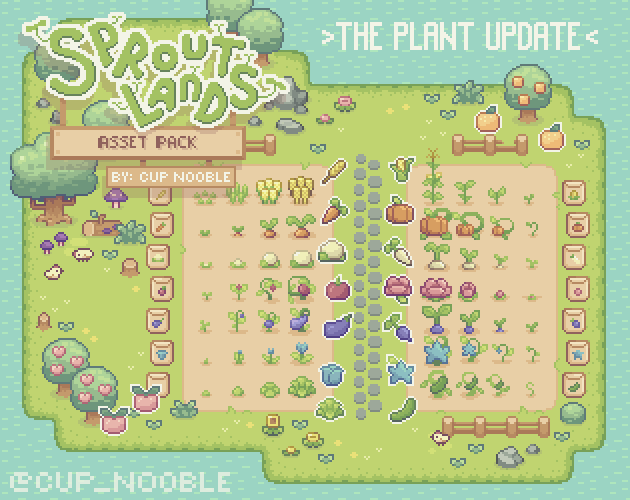 SPROUT
LANDS
>THE PLANT UPDATE<
ASSET PACK
BY: CUP NOOBLE
@CUP_NOOBLE